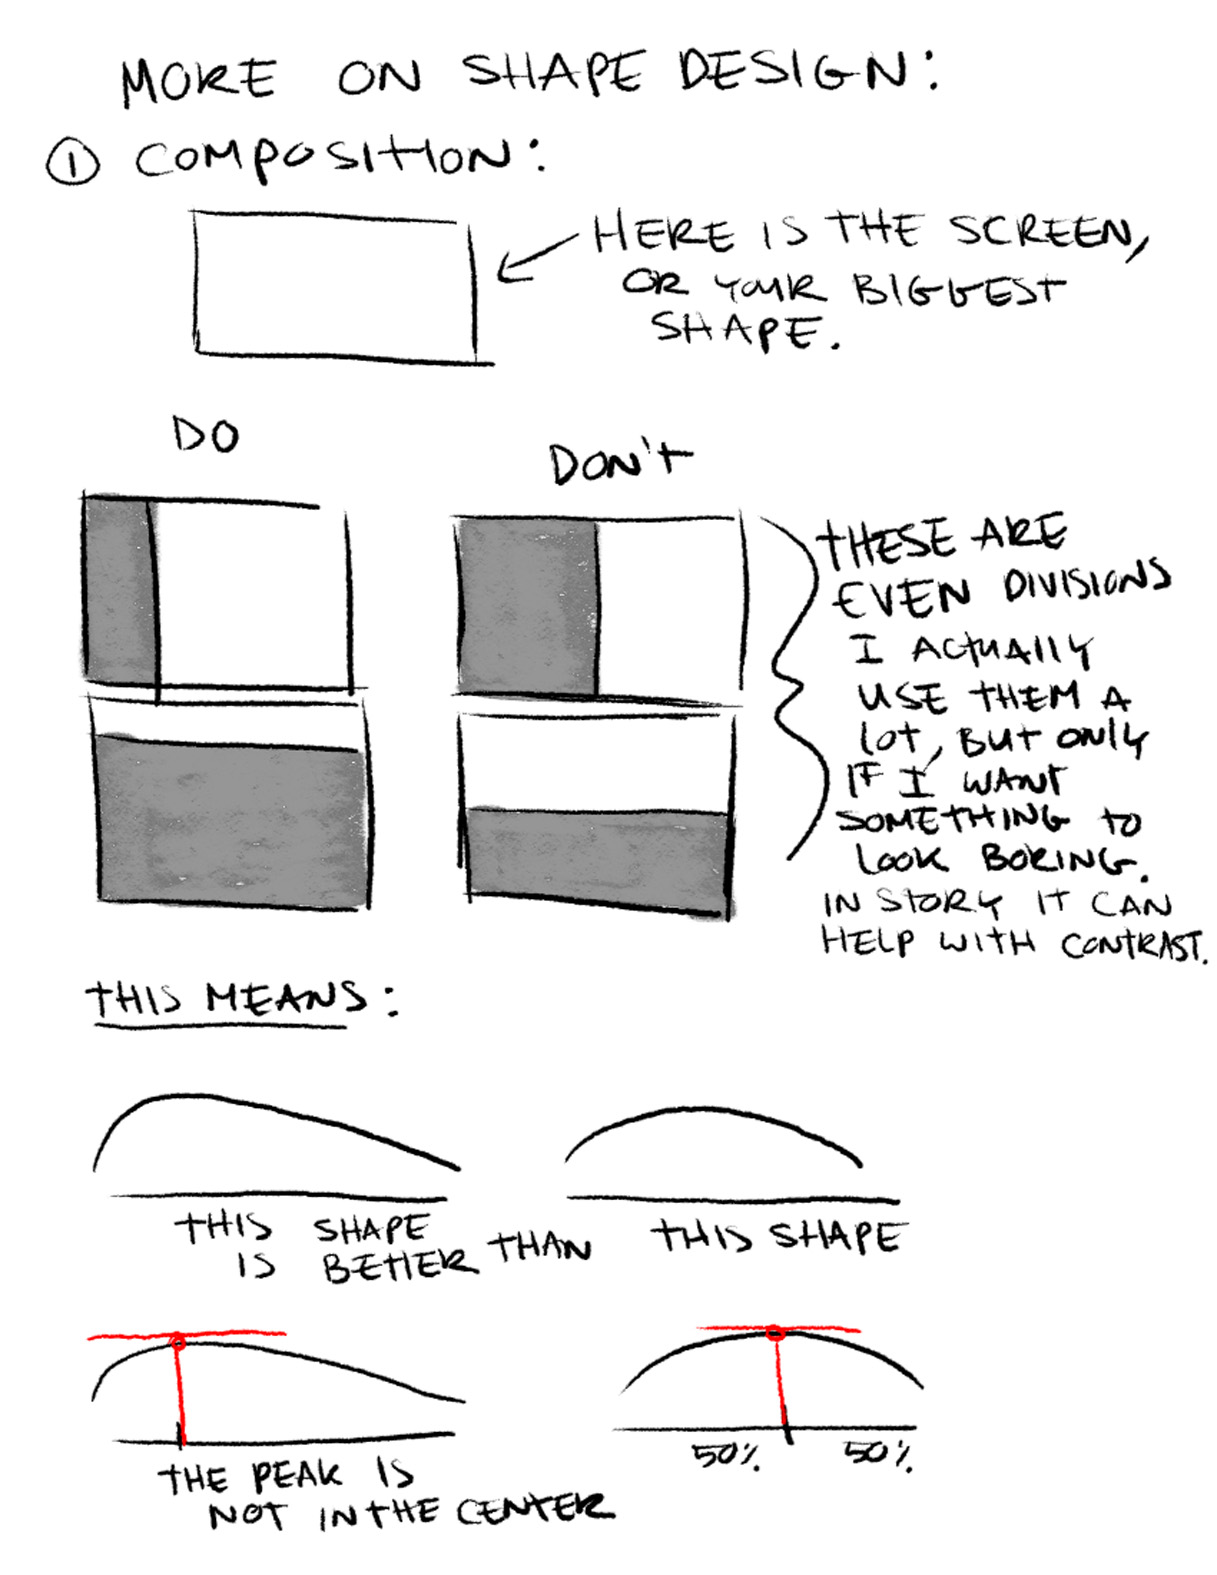 MORE ON SHAPE DESIGN:
① COMPOSITION:
HERE IS THE SCREEN,
OR YOUR BIGGEST
SHAPE.
DO
DON'T
THESE ARE
EVEN DIVISIONS
I ACTUALLY
USE THEM A
LOT, BUT ONLY
IF I WANT
SOMETHING TO
LOOK BORING.
IN STORY IT CAN
HELP WITH CONTRAST.
THIS MEANS:
THIS SHAPE
IS BETTER THAN
THIS SHAPE
THE PEAK IS
NOT IN THE CENTER
50% 50%